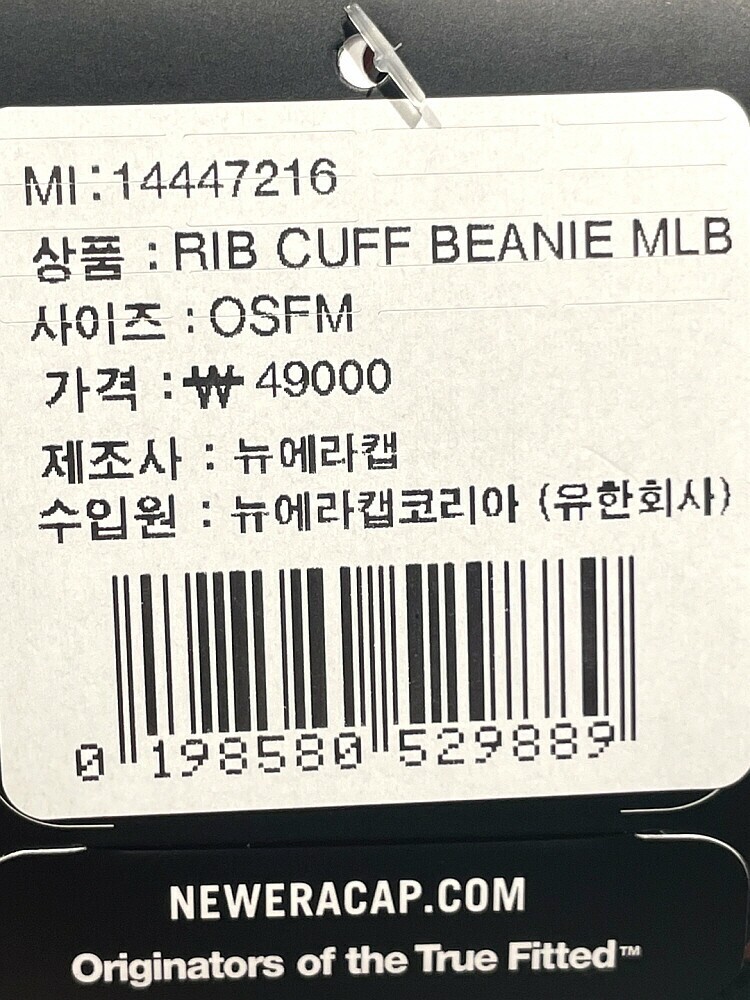 MI:14447216
상품 : RIB CUFF BEANIE MLB
사이즈 : OSFM
가격 : ₩ 49000
제조사 : 뉴에라캡
수입원 : 뉴에라캡코리아 (유한회사)
0 198580 529889
NEWERACAP.COM
Originators of the True Fitted™